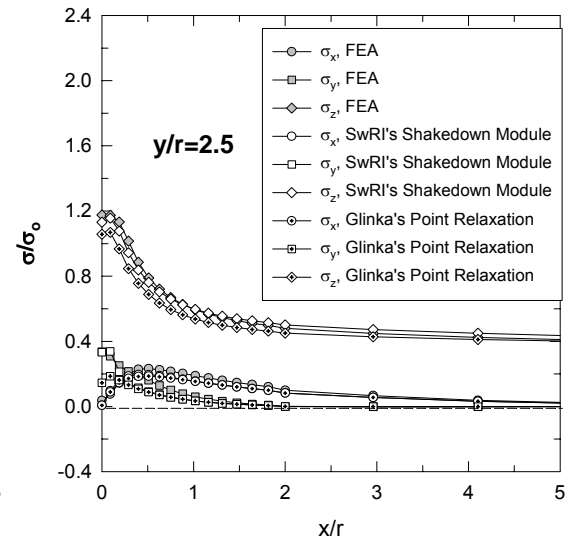 2.4
2.0
1.6
1.2
0.8
0.4
0.0
-0.4
σ/σo
y/r=2.5
σx, FEA
σy, FEA
σz, FEA
σx, SwRI's Shakedown Module
σy, SwRI's Shakedown Module
σz, SwRI's Shakedown Module
σx, Glinka's Point Relaxation
σy, Glinka's Point Relaxation
σz, Glinka's Point Relaxation
0 1 2 3 4 5
x/r